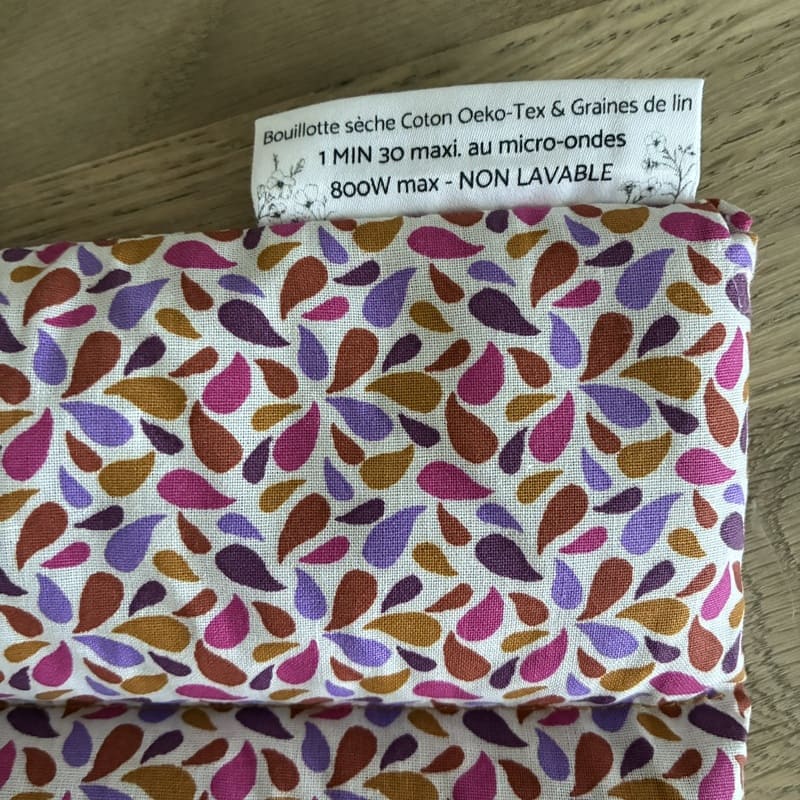 Bouillotte sèche Coton Oeko-Tex & Graines de lin
1 MIN 30 maxi. au micro-ondes
800W max - NON LAVABLE